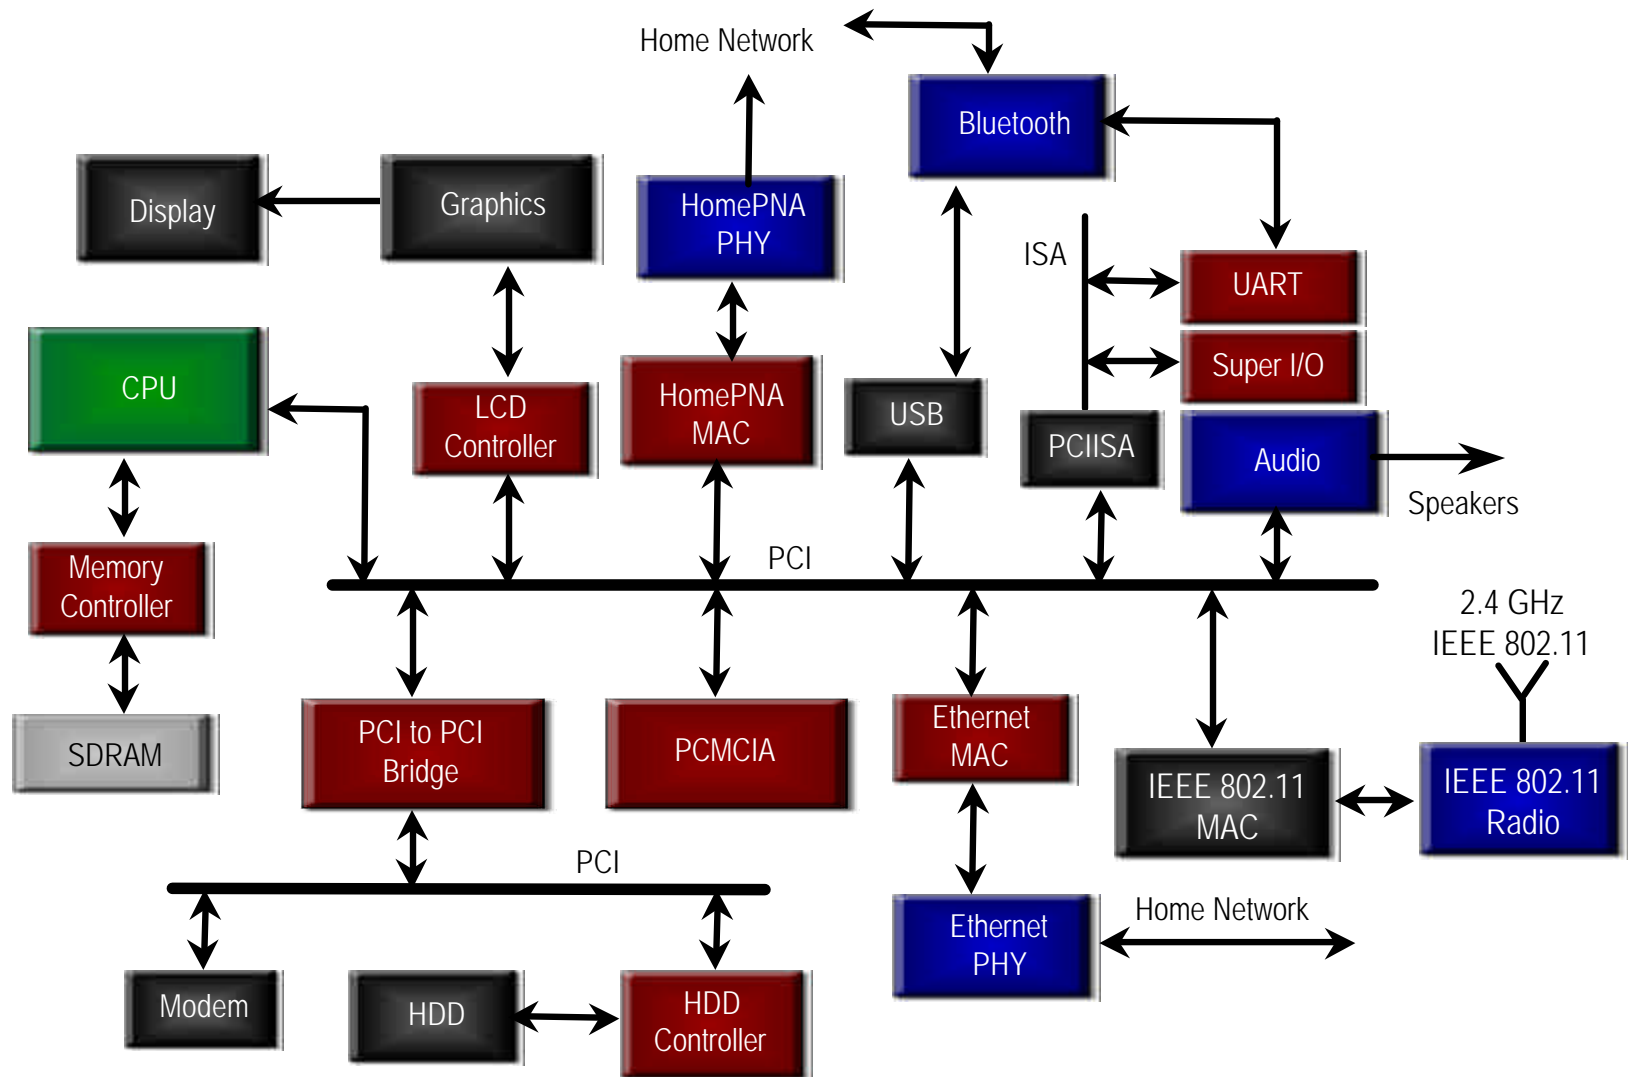 Home Network
Bluetooth
Display
Graphics
HomePNA
PHY
ISA
UART
CPU
LCD
Controller
HomePNA
MAC
USB
Super I/O
PCIISA
Audio
Speakers
Memory
Controller
PCI
2.4 GHz
IEEE 802.11
SDRAM
PCI to PCI
Bridge
PCMCIA
Ethernet
MAC
IEEE 802.11
MAC
IEEE 802.11
Radio
PCI
Ethernet
PHY
Home Network
Modem
HDD
HDD
Controller